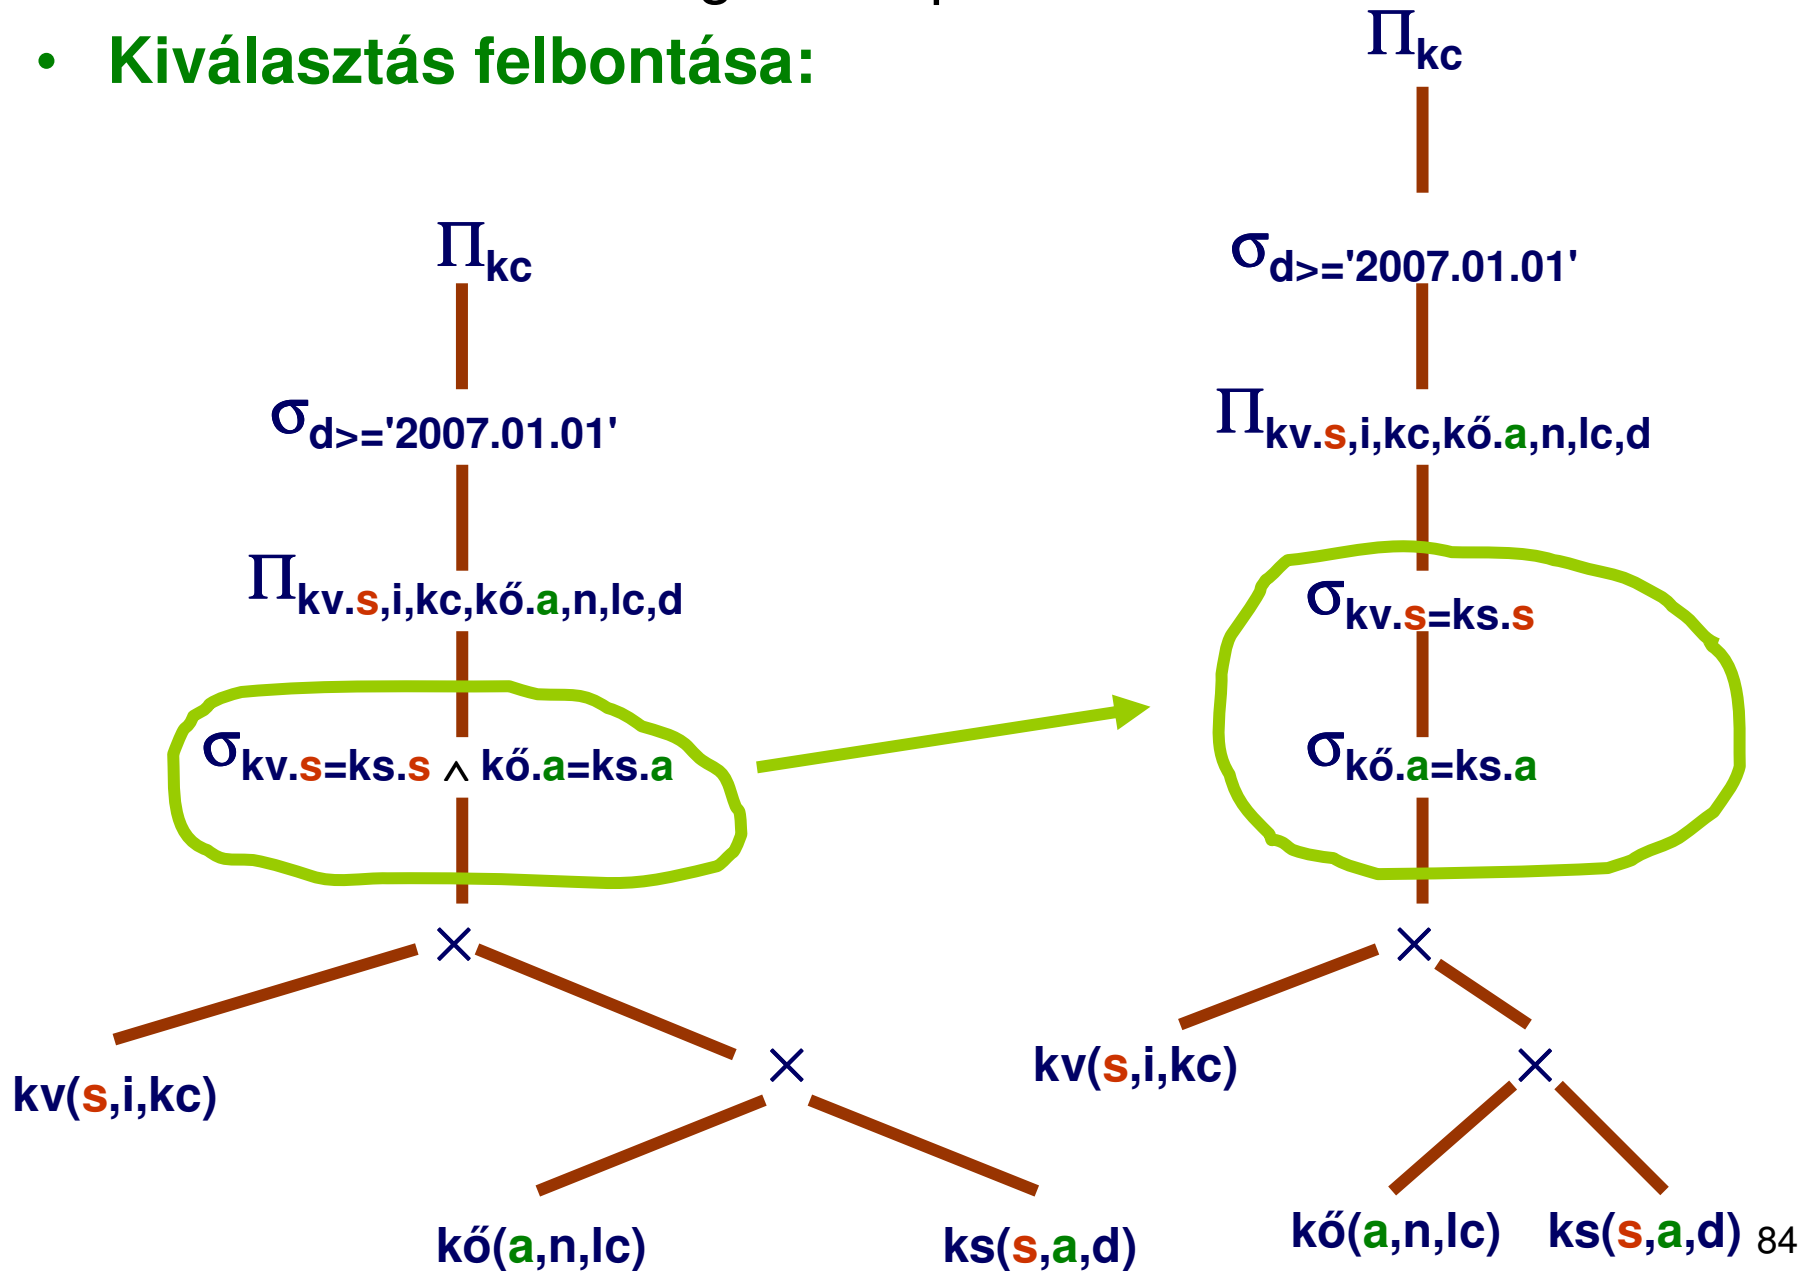 • Kiválasztás felbontása:
Πkc
σd>='2007.01.01'
Πkv.s,i,kc,kő.a,n,lc,d
σkv.s=ks.s ^ kő.a=ks.a
×
kv(s,i,kc)
×
kő(a,n,lc)
ks(s,a,d)
Πkc
σd>='2007.01.01'
Πkv.s,i,kc,kő.a,n,lc,d
σkv.s=ks.s
σkő.a=ks.a
×
kv(s,i,kc)
×
kő(a,n,lc)
ks(s,a,d)
84